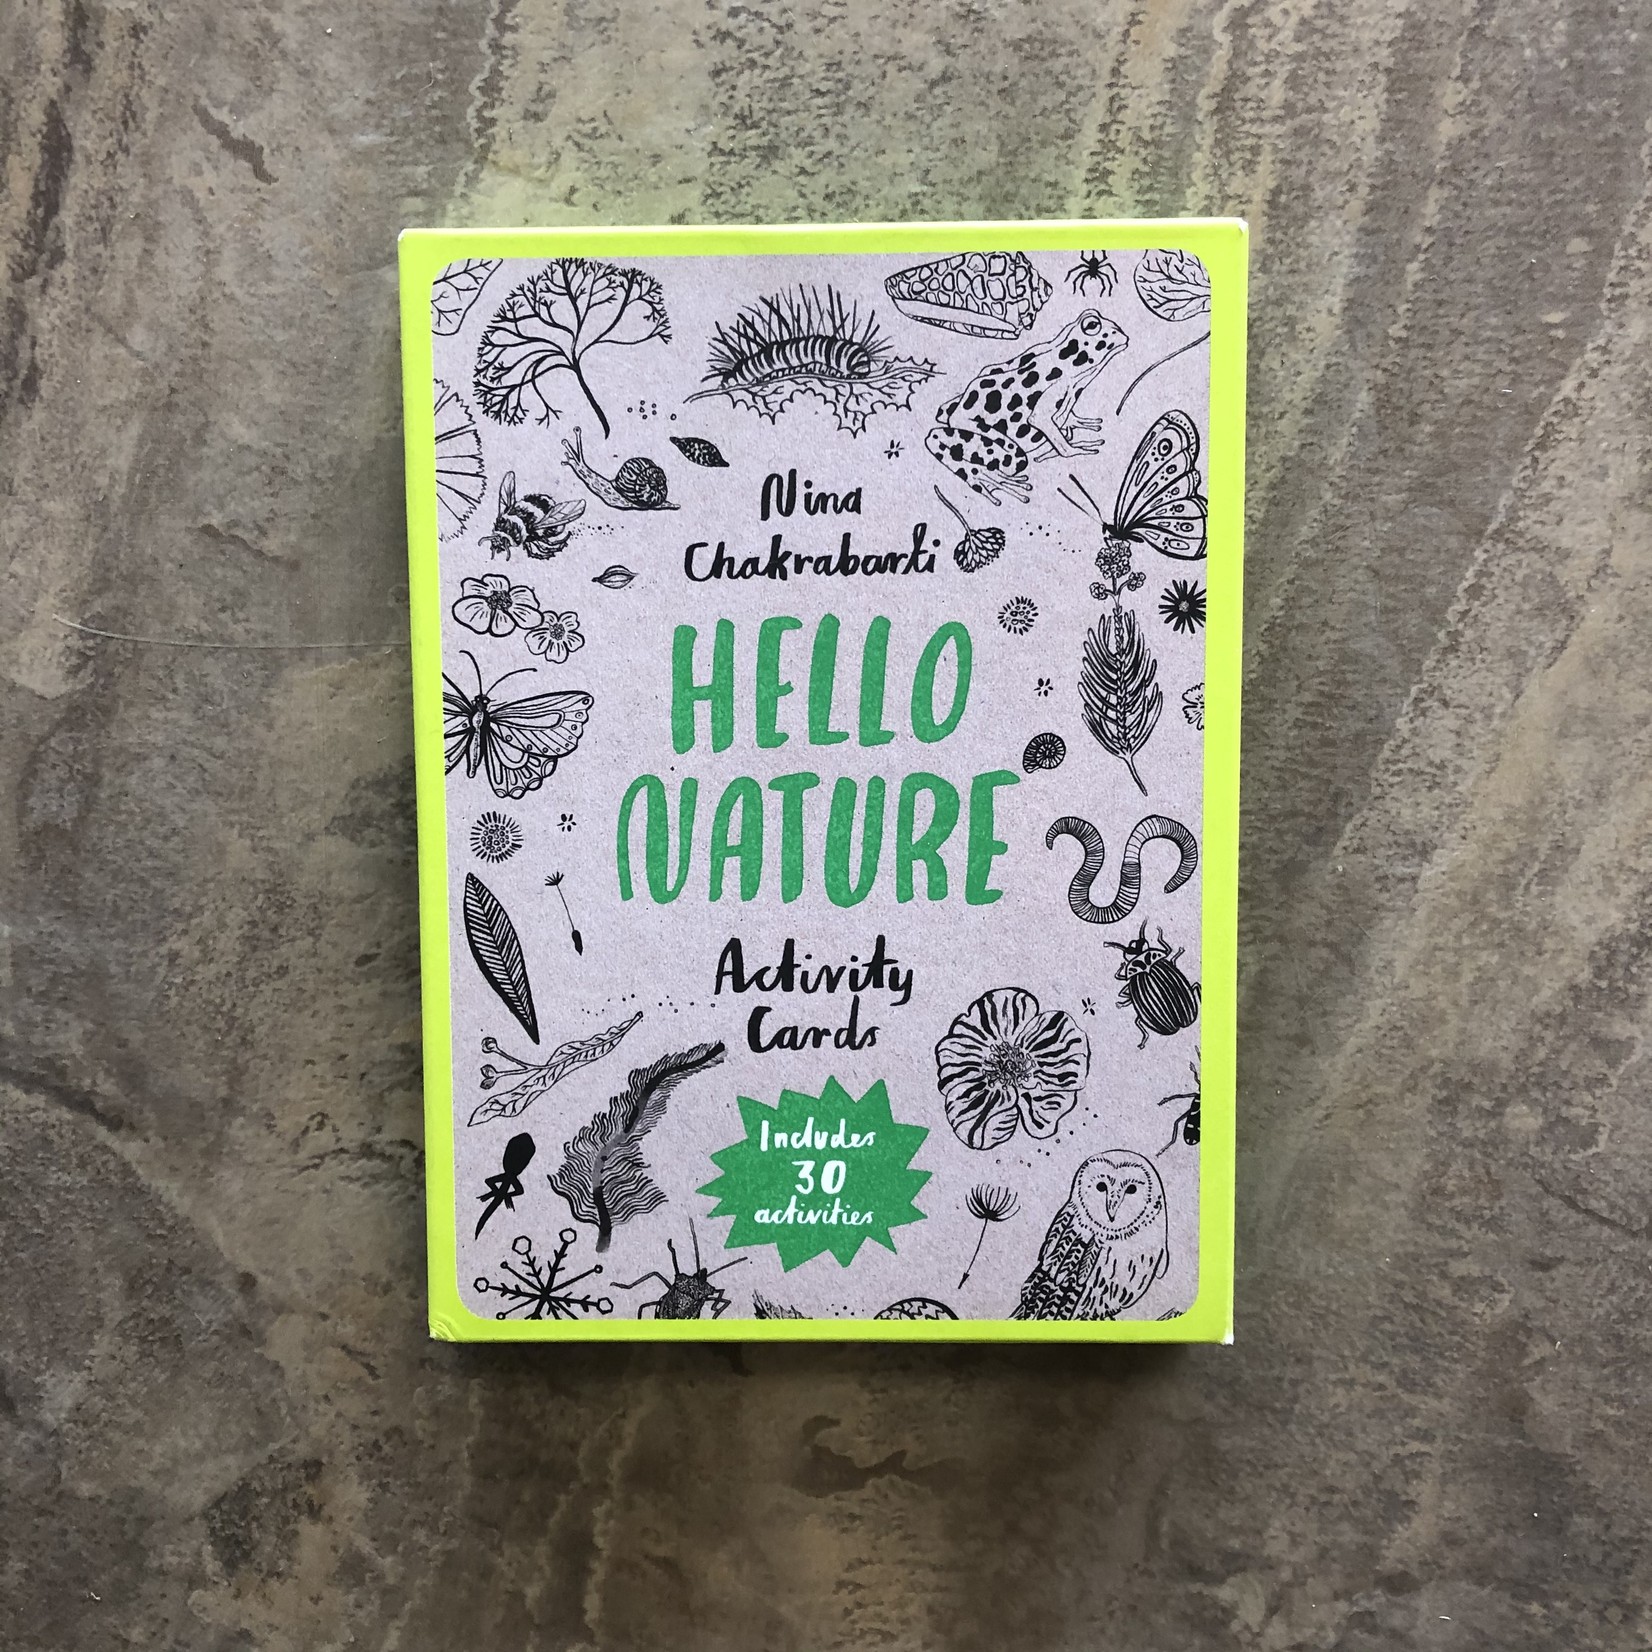 Nina
Chakrabarti
HELLO
NATURE
Activity
Cards
Includes
30
activities